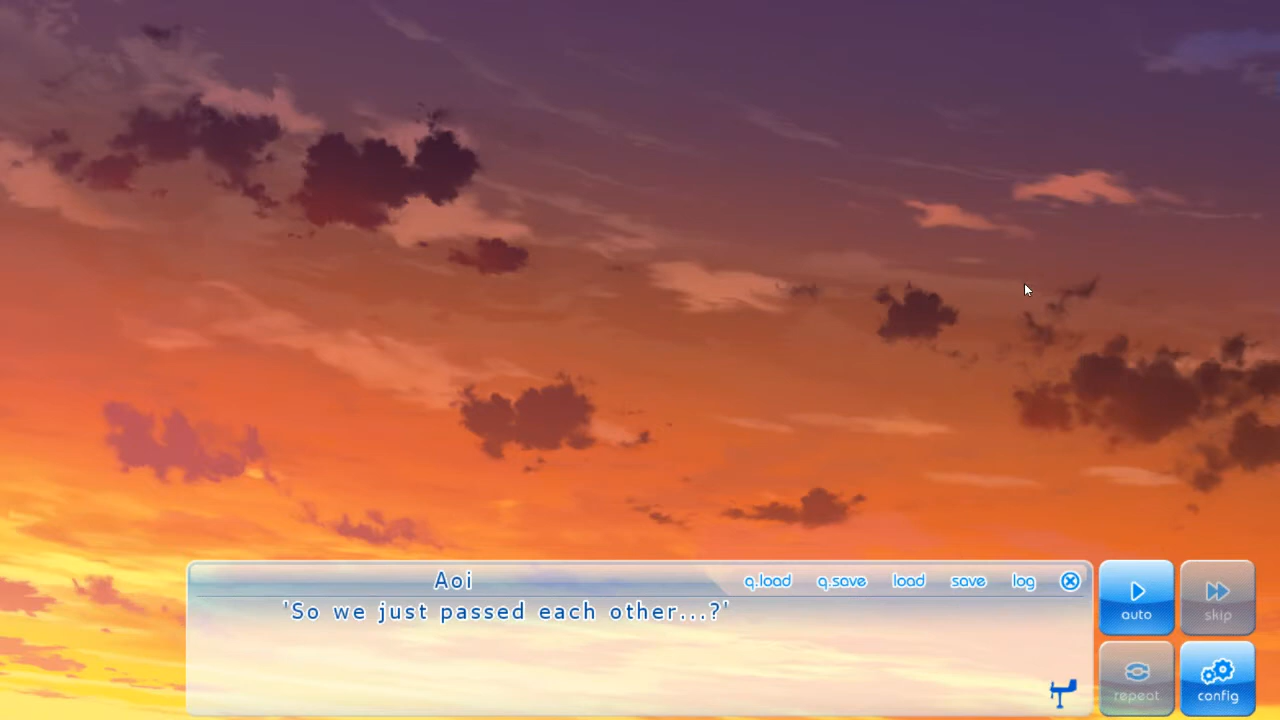 Aoi
q.load q.save load save log
'So we just passed each other...?'
auto
skip
repeat
config